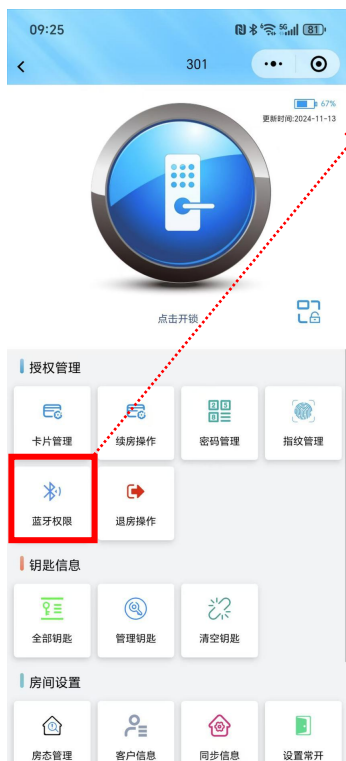 09:25 5G 81
301
67%
更新时间:2024-11-13
点击开锁
授权管理
卡片管理 续房操作 密码管理 指纹管理
蓝牙权限 退房操作
钥匙信息
全部钥匙 管理钥匙 清空钥匙
房间设置
房态管理 客户信息 同步信息 设置常开